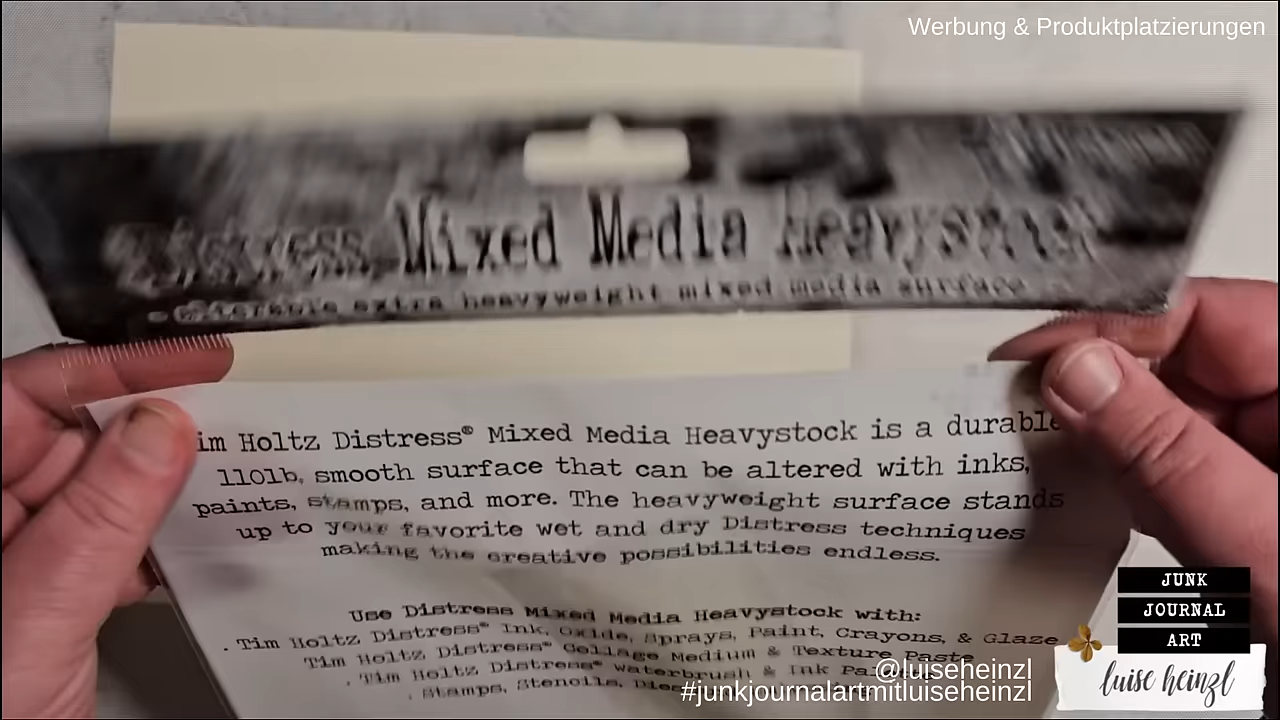 Werbung & Produktplatzierungen
Distress Mixed Media Heavystock
- alterable extra heavyweight mixed media surface -
im Holtz Distress® Mixed Media Heavystock is a durable
110lb, smooth surface that can be altered with inks,
paints, stamps, and more. The heavyweight surface stands
up to your favorite wet and dry Distress techniques
making the creative possibilities endless.
Use Distress Mixed Media Heavystock with:
. Tim Holtz Distress® Ink, Oxide, Sprays, Paint, Crayons, & Glaze
Tim Holtz Distress® Collage Medium & Texture Paste
. Tim Holtz Distress® Waterbrush & Ink
. Stamps, Stencils,
@luiseheinzl
#junkjournalartmitluiseheinzl
JUNK
JOURNAL
ART
luise heinzl